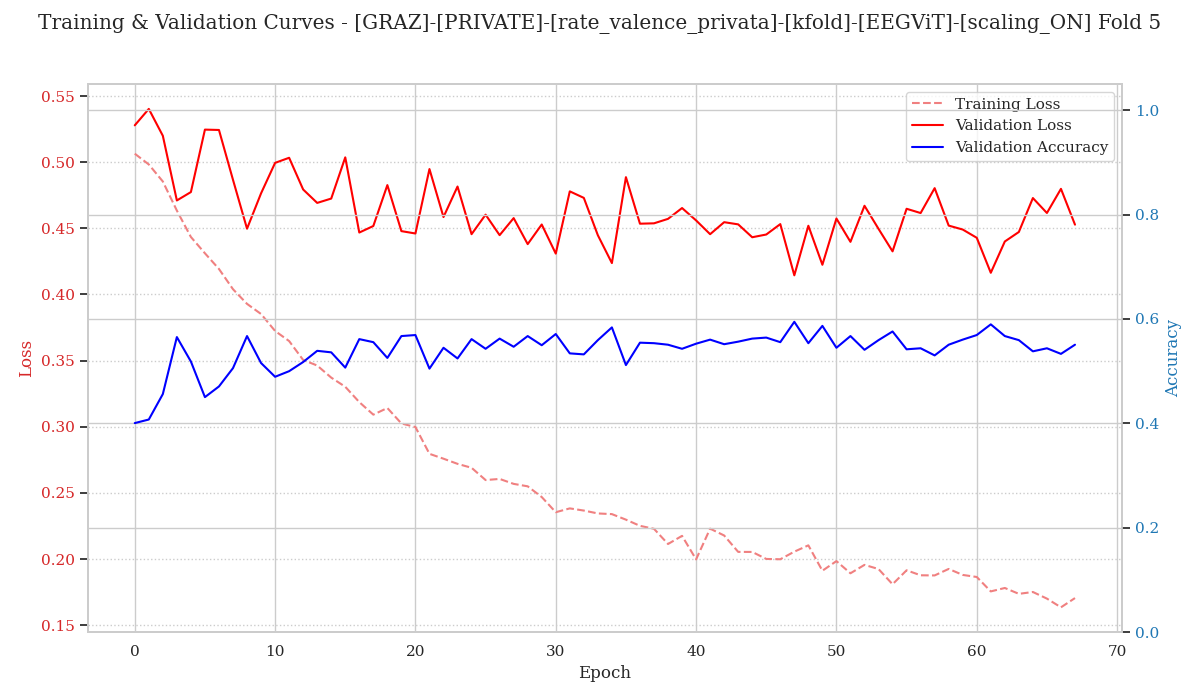 Training & Validation Curves - [GRAZ]-[PRIVATE]-[rate_valence_privata]-[kfold]-[EEGViT]-[scaling_ON] Fold 5
Training Loss
Validation Loss
Validation Accuracy
0.55
0.50
0.45
0.40
0.35
0.30
0.25
0.20
0.15
Loss
1.0
0.8
0.6
0.4
0.2
0.0
Accuracy
0 10 20 30 40 50 60 70
Epoch